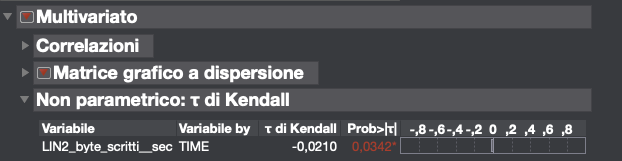 Multivariato
Correlazioni
Matrice grafico a dispersione
Non parametrico: τ di Kendall
Variabile Variabile by τ di Kendall Prob>|τ| -,8 -,6 -,4 -,2 0 ,2 ,4 ,6 ,8
LIN2_byte_scritti__sec TIME -0,0210 0,0342*